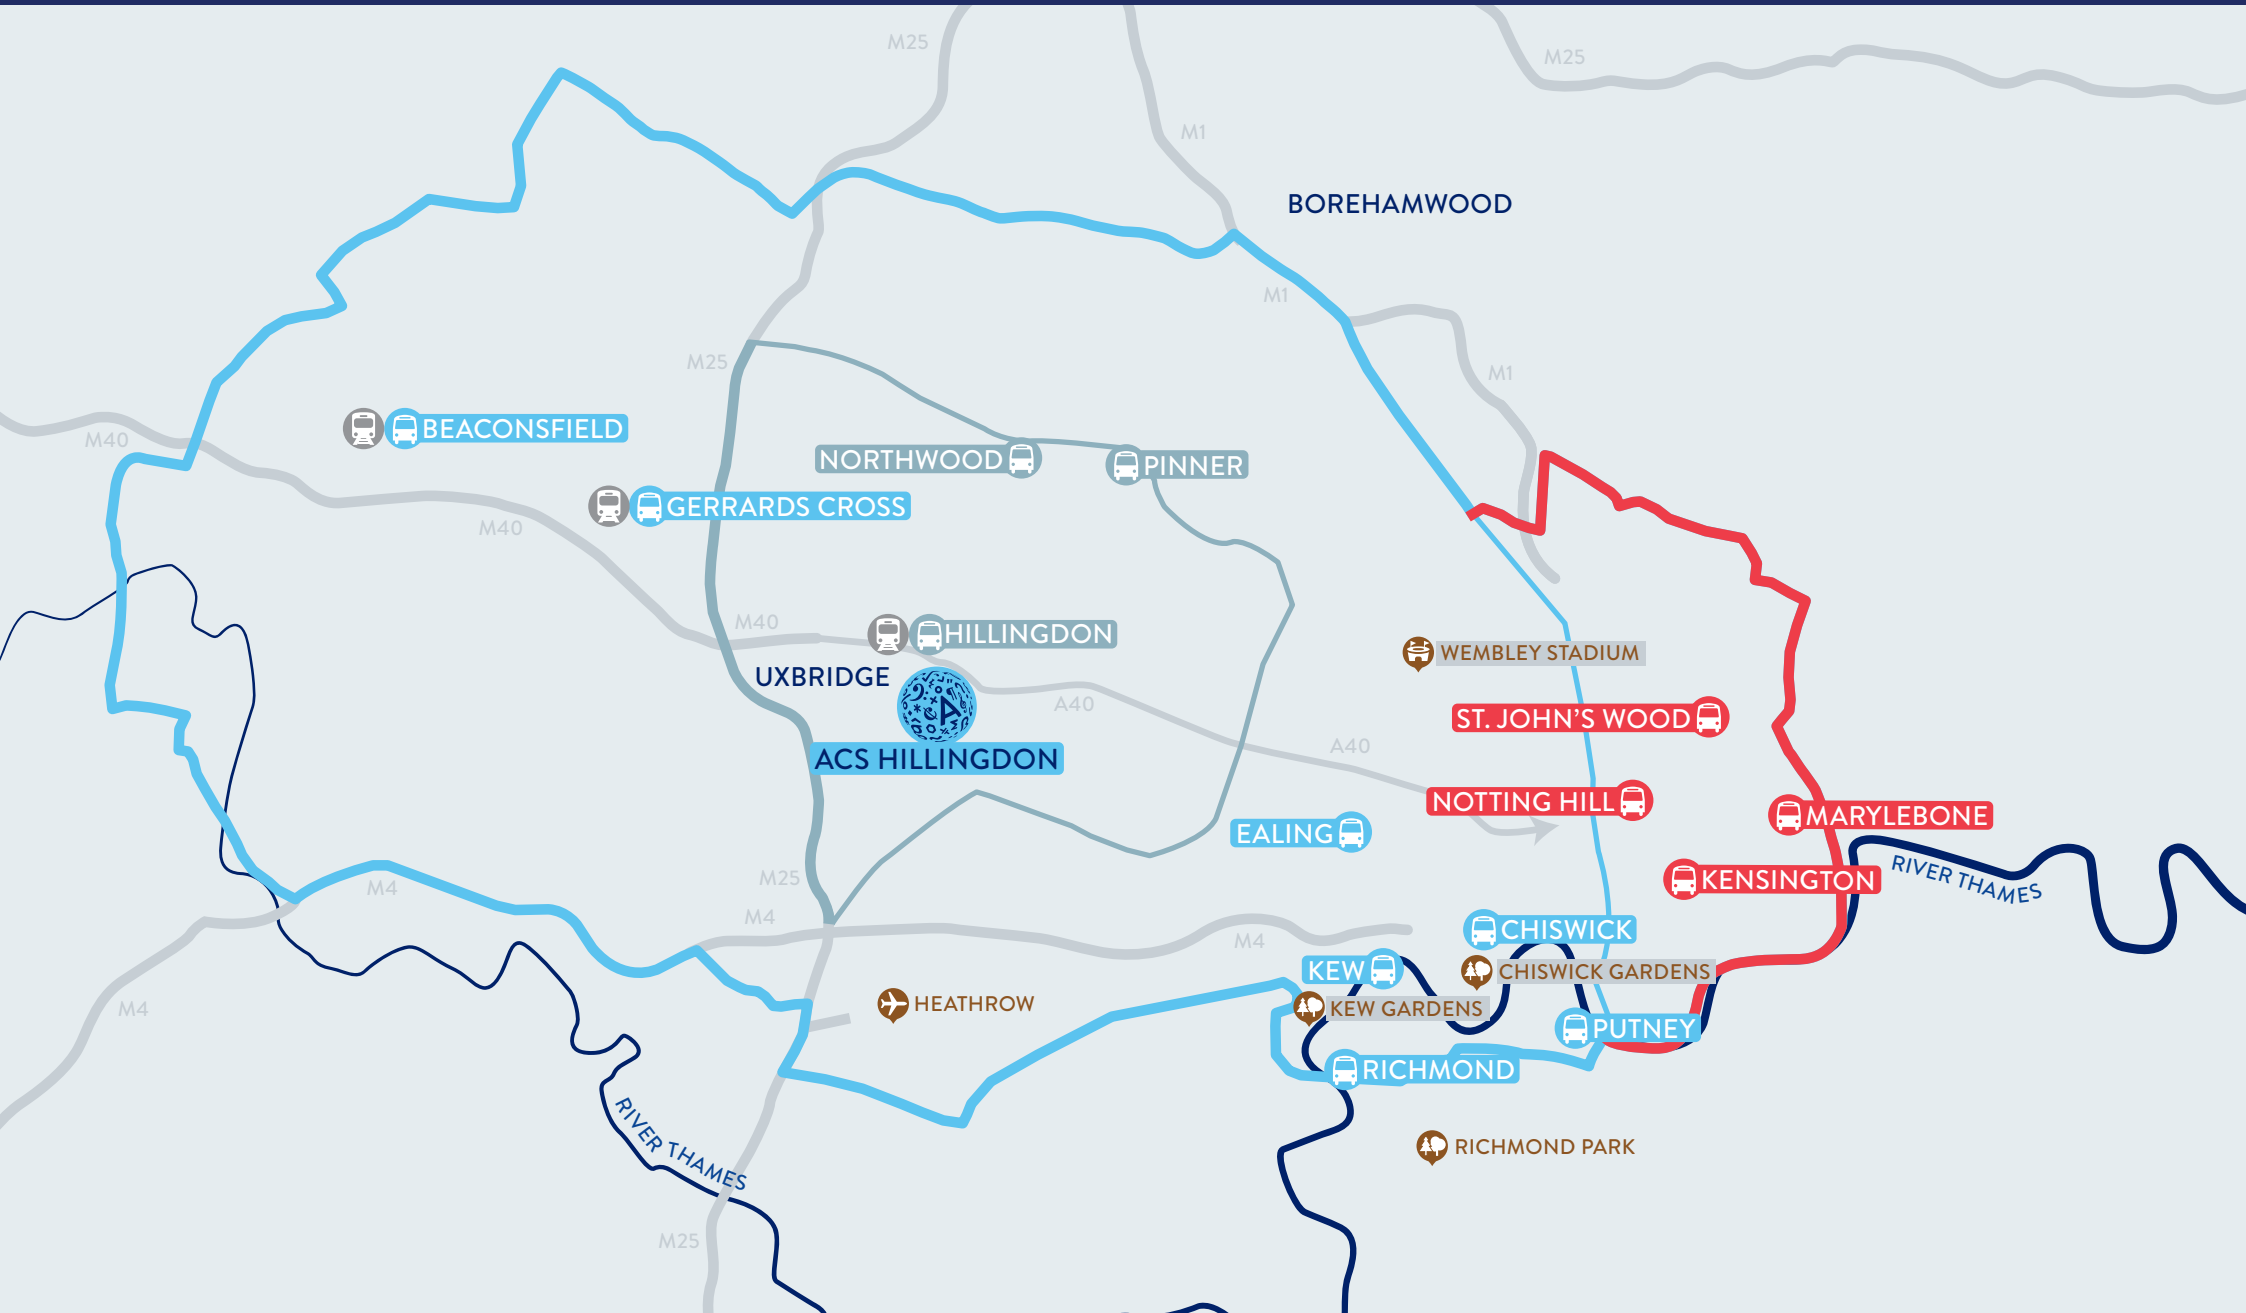 M25
M25
M1
BOREHAMWOOD
M1
M25
M1
M40
BEACONSFIELD
NORTHWOOD
PINNER
GERRARDS CROSS
M40
M40
HILLINGDON
WEMBLEY STADIUM
UXBRIDGE
A40
A
ST. JOHN'S WOOD
A40
ACS HILLINGDON
NOTTING HILL
MARYLEBONE
EALING
M25
M4
KENSINGTON
RIVER THAMES
M4
CHISWICK
M4
KEW
CHISWICK GARDENS
M4
HEATHROW
KEW GARDENS
PUTNEY
RICHMOND
RIVER THAMES
RICHMOND PARK
M25